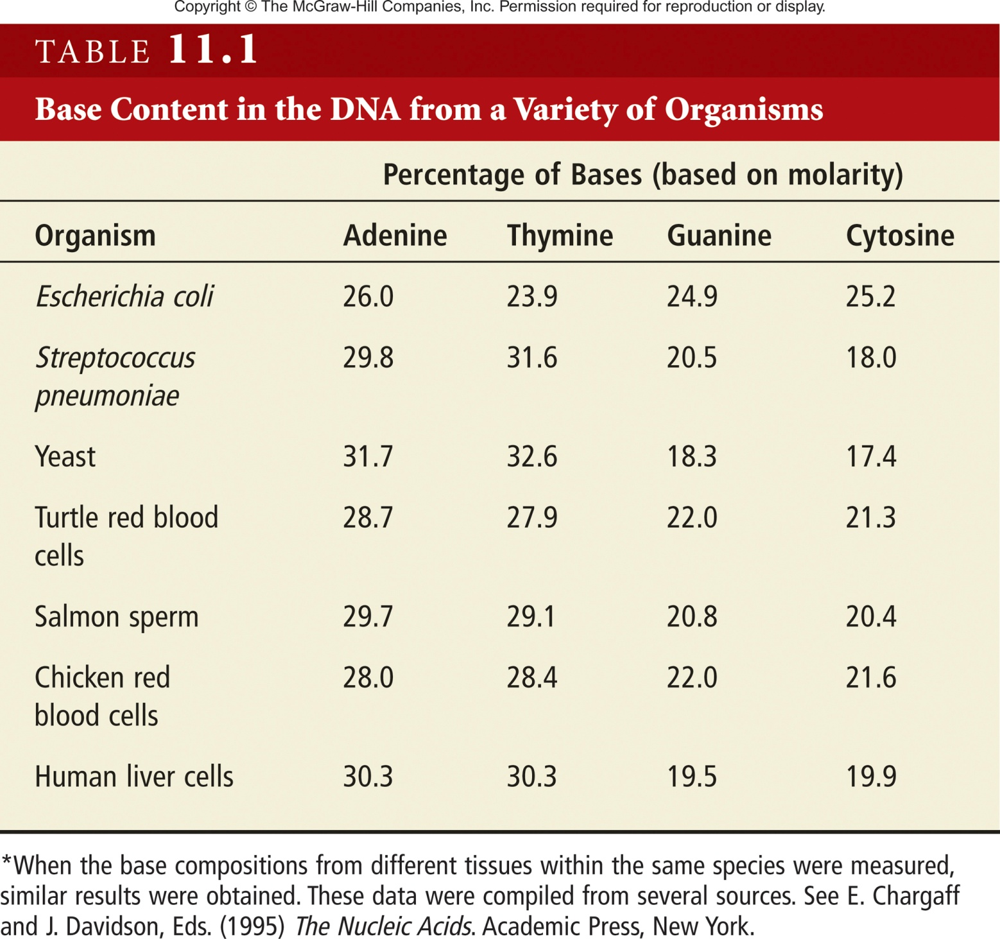 Copyright © The McGraw-Hill Companies, Inc. Permission required for reproduction or display.
TABLE 11.1
Base Content in the DNA from a Variety of Organisms
Percentage of Bases (based on molarity)
Organism Adenine Thymine Guanine Cytosine
Escherichia coli 26.0 23.9 24.9 25.2
Streptococcus 29.8 31.6 20.5 18.0
pneumoniae
Yeast 31.7 32.6 18.3 17.4
Turtle red blood 28.7 27.9 22.0 21.3
cells
Salmon sperm 29.7 29.1 20.8 20.4
Chicken red 28.0 28.4 22.0 21.6
blood cells
Human liver cells 30.3 30.3 19.5 19.9
*When the base compositions from different tissues within the same species were measured,
similar results were obtained. These data were compiled from several sources. See E. Chargaff
and J. Davidson, Eds. (1995) The Nucleic Acids. Academic Press, New York.